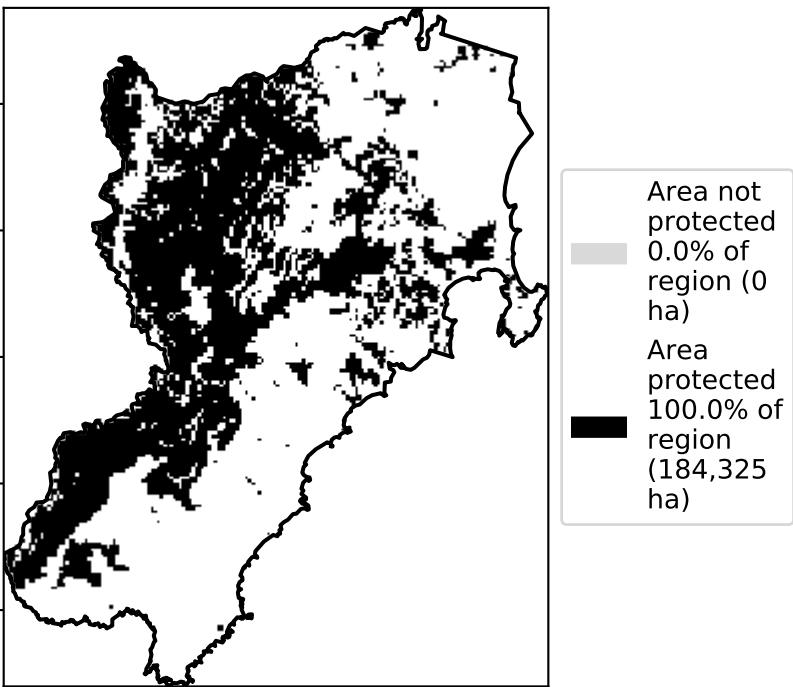 Area not
protected
0.0% of
region (0
ha)
Area
protected
100.0% of
region
(184,325
ha)